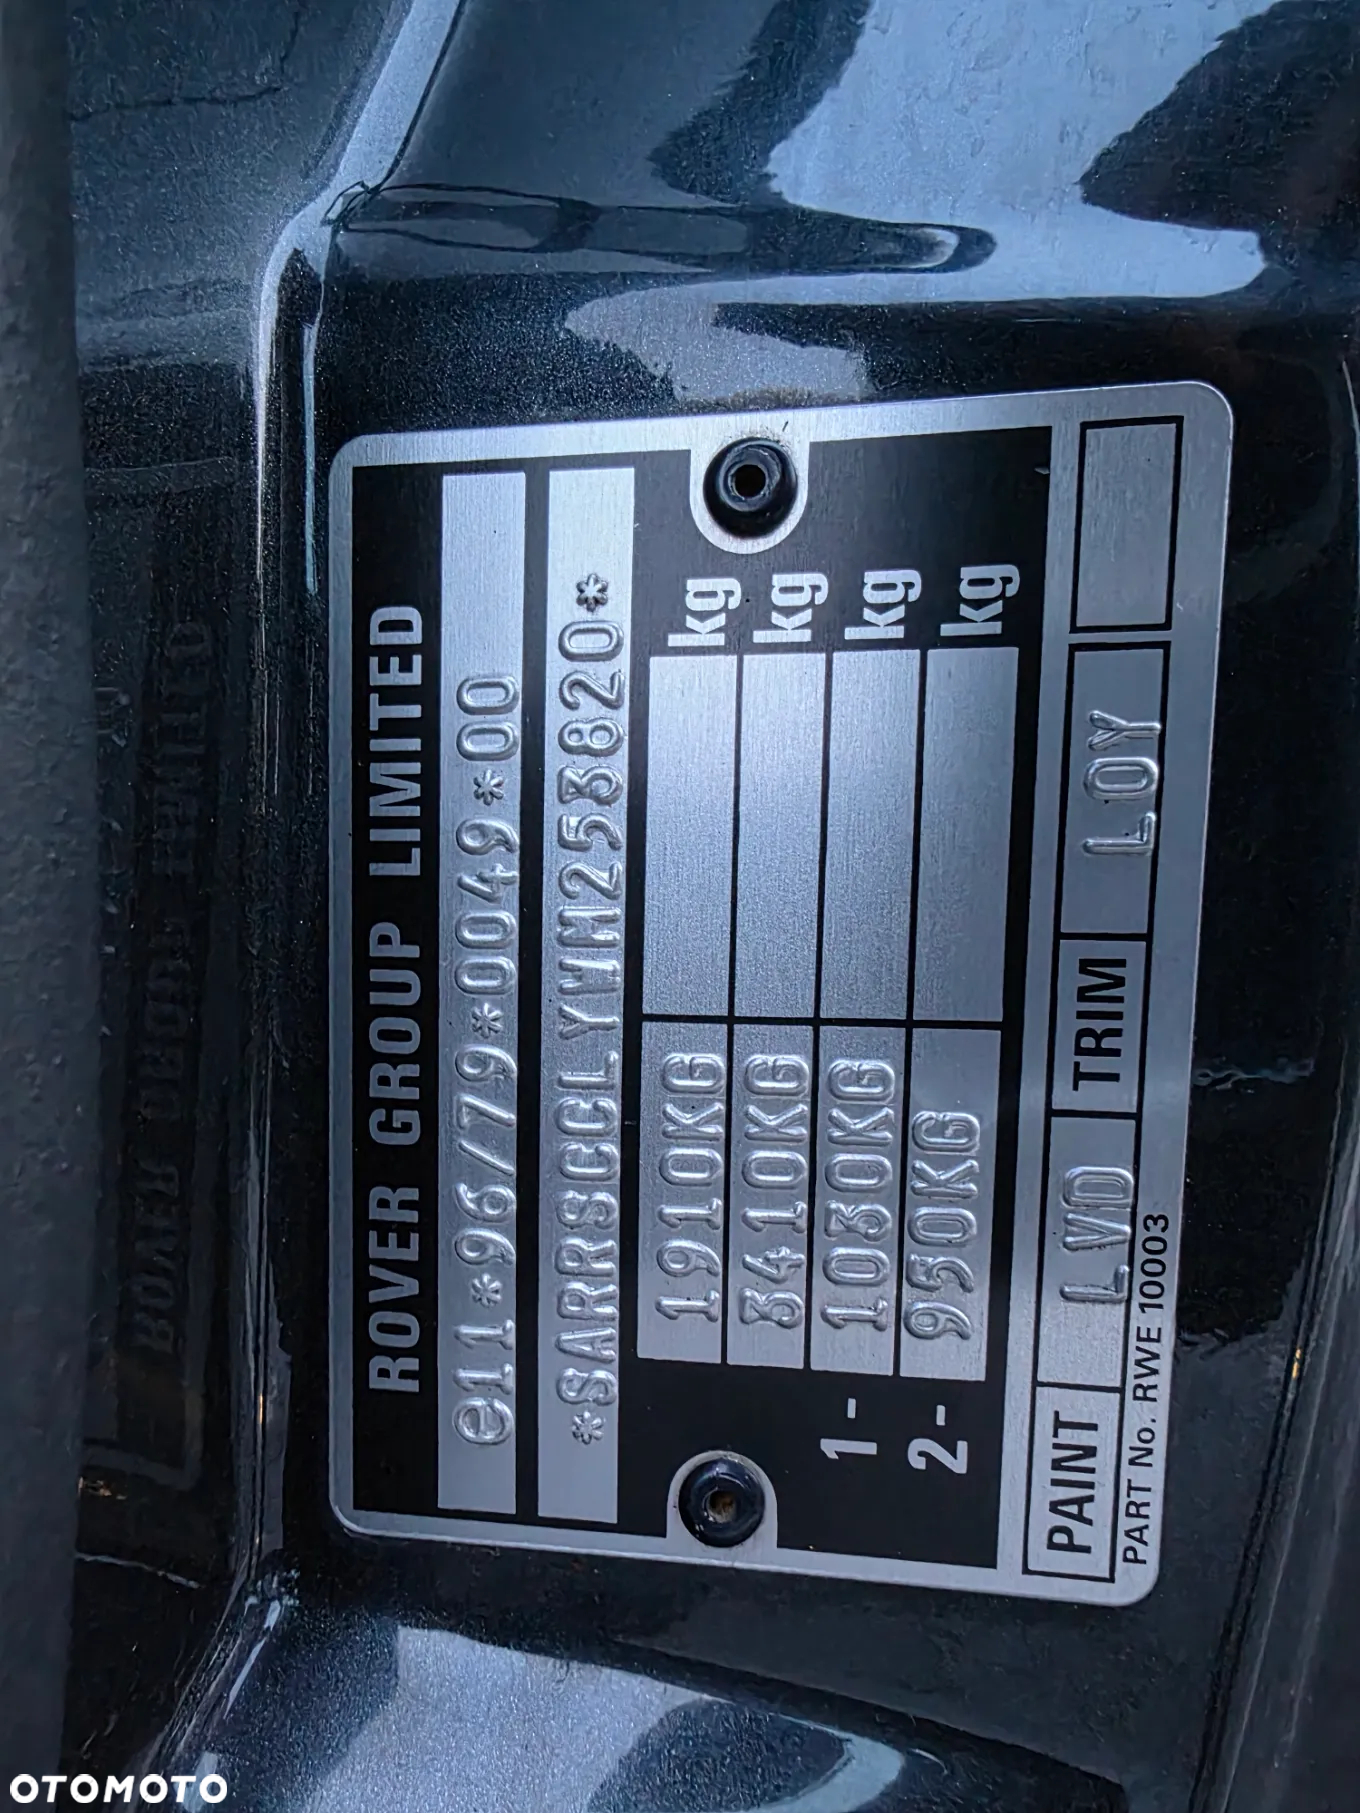 ROVER GROUP LIMITED
e11*96/79*0049*00
*SARRSCCLYWM253820*
1910KG kg
3410KG kg
1- 1030KG kg
2- 950KG kg
PAINT LVD TRIM LOY
PART No. RWE 10003
OTOMOTO